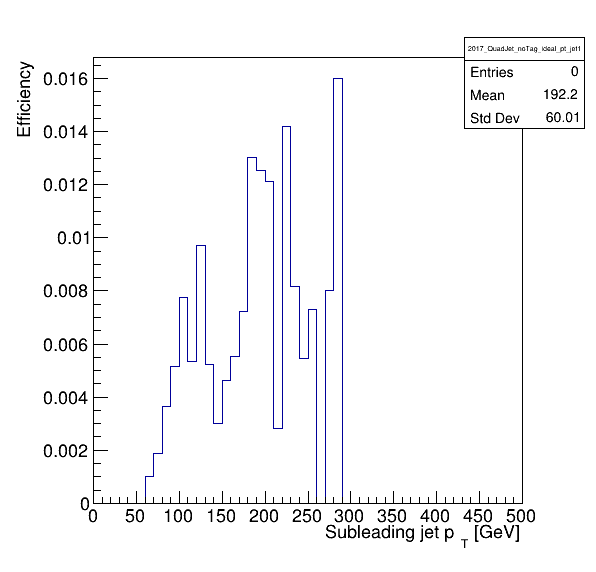 2017_QuadJet_noTag_ideal_pt_jet1
Entries 0
Mean 192.2
Std Dev 60.01
Efficiency
0.016
0.014
0.012
0.01
0.008
0.006
0.004
0.002
0
0 50 100 150 200 250 300 350 400 450 500
Subleading jet p T [GeV]